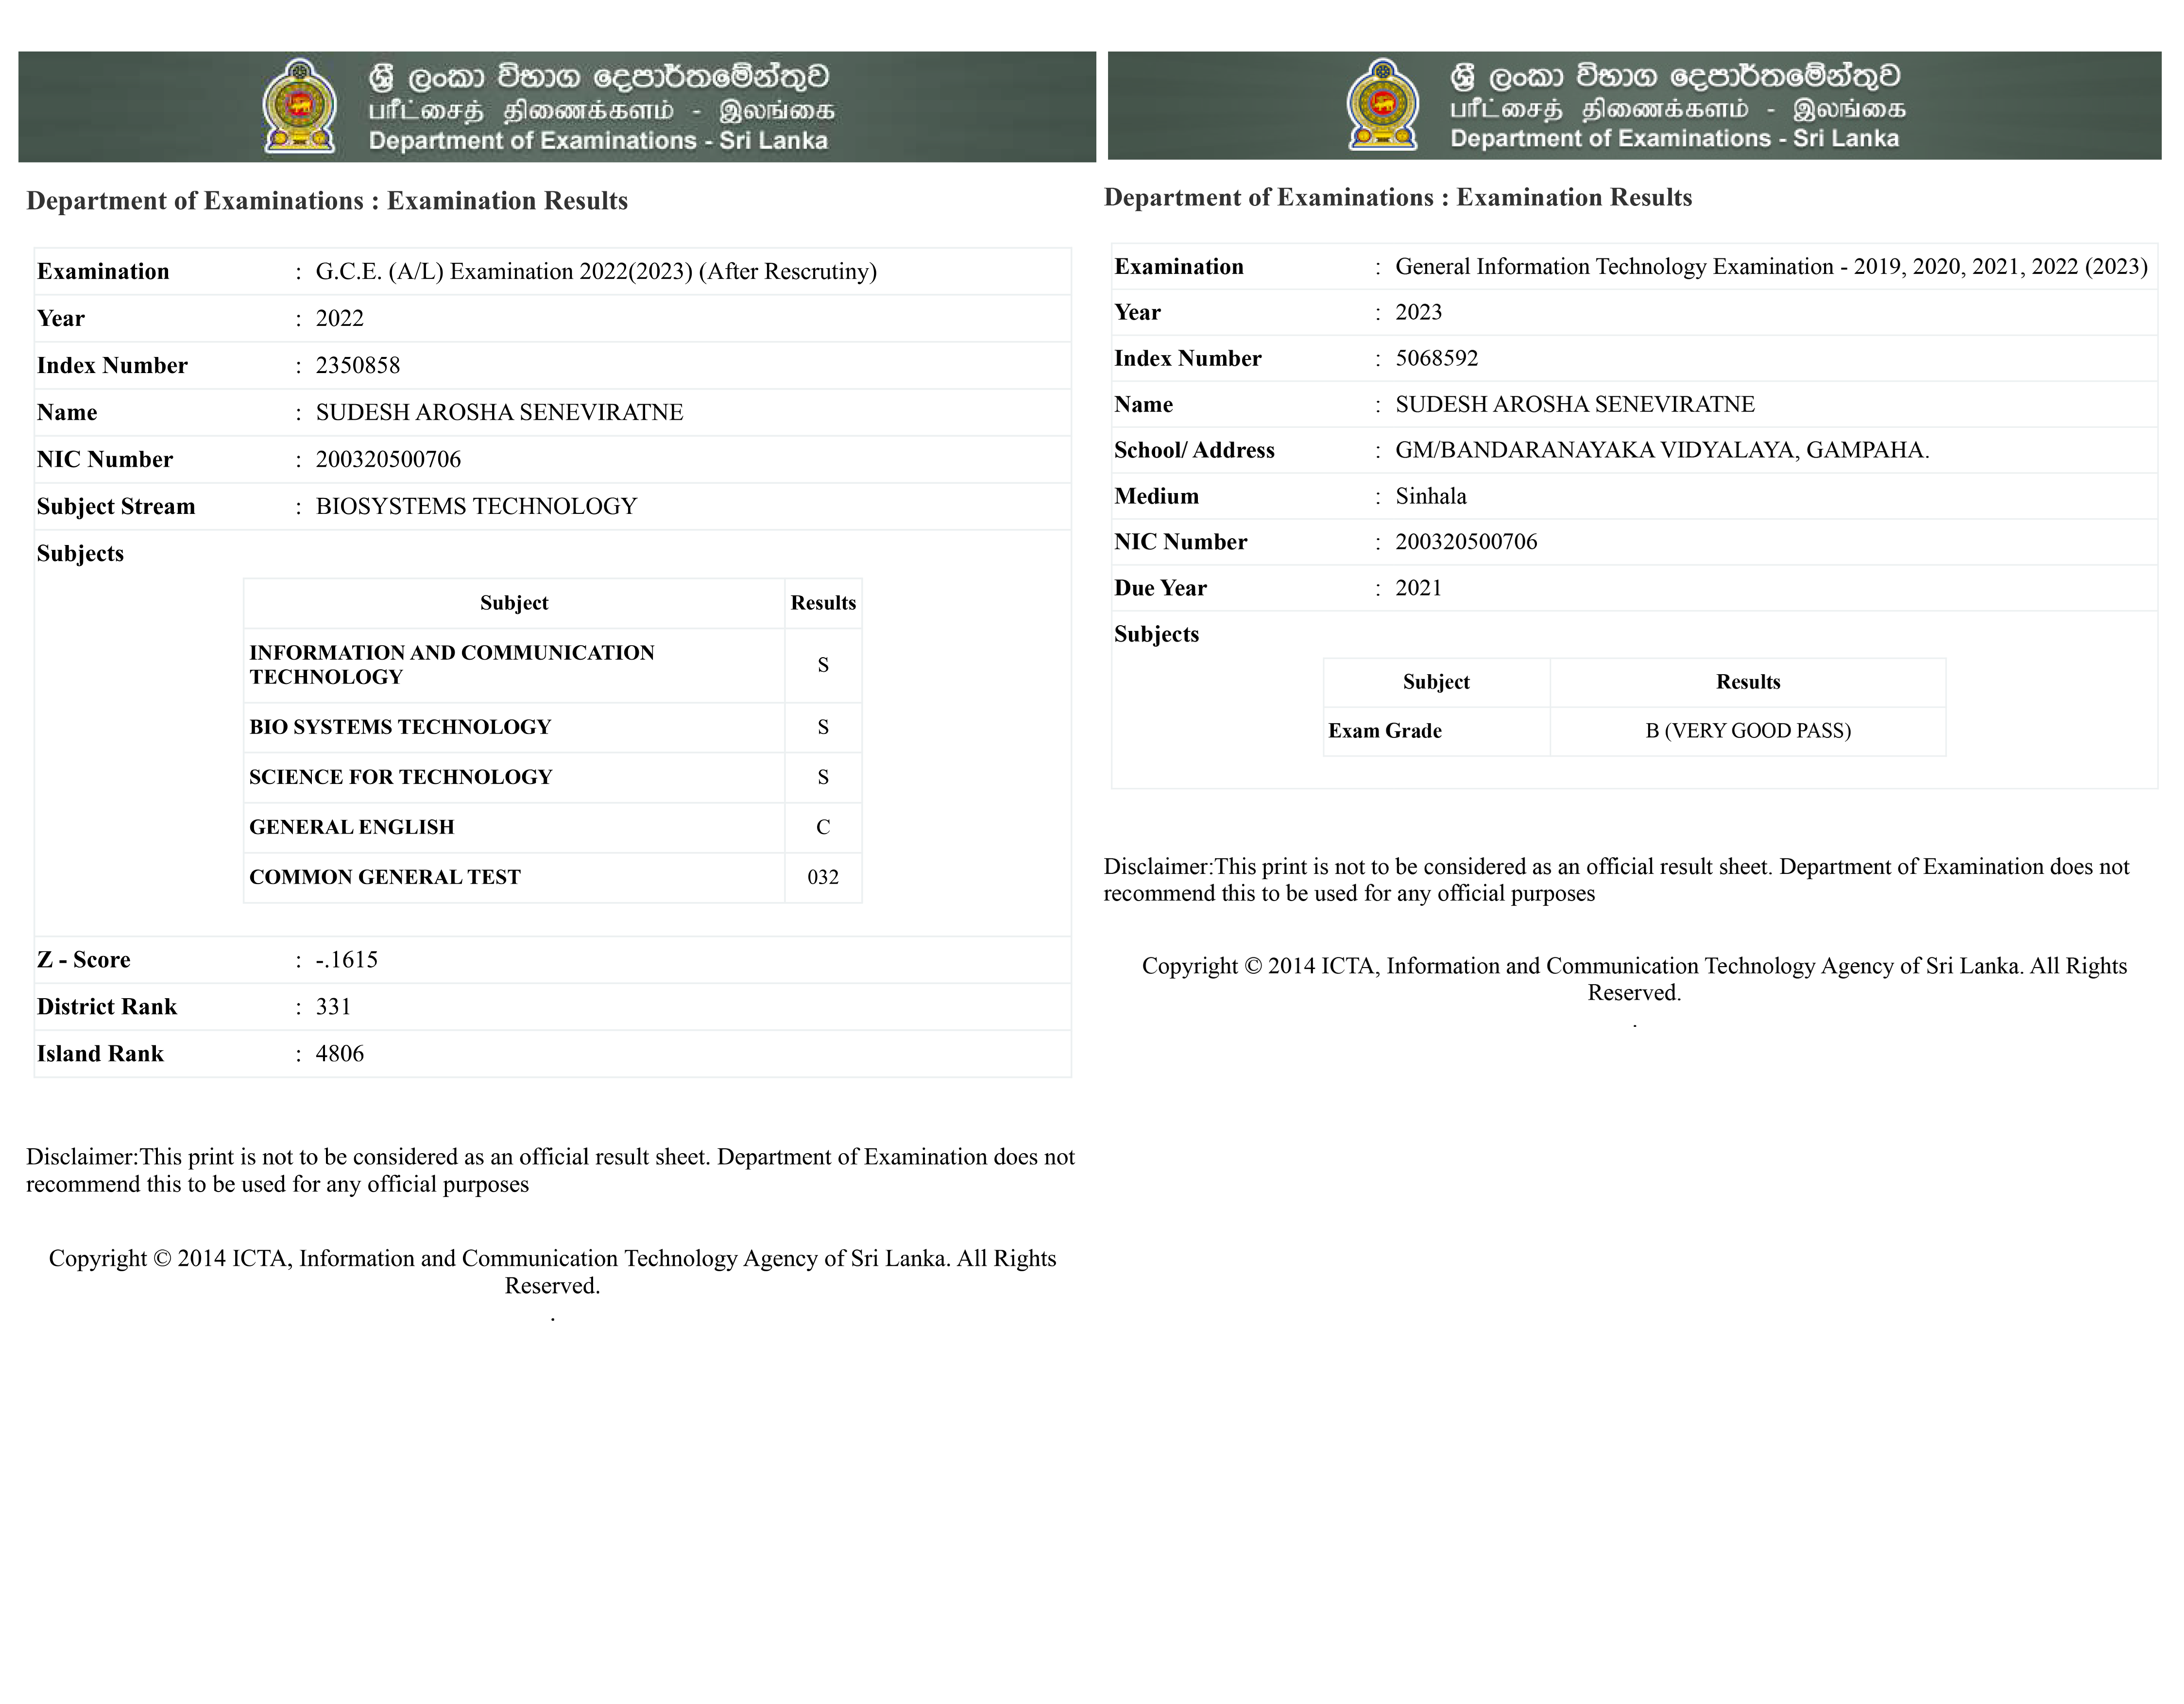 ශ්‍රී ලංකා විභාග දෙපාර්තමේන්තුව
பரீட்சைத் திணைக்களம் - இலங்கை
Department of Examinations - Sri Lanka
Department of Examinations : Examination Results
Examination : G.C.E. (A/L) Examination 2022(2023) (After Rescrutiny)
Year : 2022
Index Number : 2350858
Name : SUDESH AROSHA SENEVIRATNE
NIC Number : 200320500706
Subject Stream : BIOSYSTEMS TECHNOLOGY
Subjects
Subject Results
INFORMATION AND COMMUNICATION
TECHNOLOGY S
BIO SYSTEMS TECHNOLOGY S
SCIENCE FOR TECHNOLOGY S
GENERAL ENGLISH C
COMMON GENERAL TEST 032
Z - Score : -.1615
District Rank : 331
Island Rank : 4806
Disclaimer:This print is not to be considered as an official result sheet. Department of Examination does not
recommend this to be used for any official purposes
Copyright © 2014 ICTA, Information and Communication Technology Agency of Sri Lanka. All Rights
Reserved.
.
ශ්‍රී ලංකා විභාග දෙපාර්තමේන්තුව
பரீட்சைத் திணைக்களம் - இலங்கை
Department of Examinations - Sri Lanka
Department of Examinations : Examination Results
Examination : General Information Technology Examination - 2019, 2020, 2021, 2022 (2023)
Year : 2023
Index Number : 5068592
Name : SUDESH AROSHA SENEVIRATNE
School/ Address : GM/BANDARANAYAKA VIDYALAYA, GAMPAHA.
Medium : Sinhala
NIC Number : 200320500706
Due Year : 2021
Subjects
Subject Results
Exam Grade B (VERY GOOD PASS)
Disclaimer:This print is not to be considered as an official result sheet. Department of Examination does not
recommend this to be used for any official purposes
Copyright © 2014 ICTA, Information and Communication Technology Agency of Sri Lanka. All Rights
Reserved.
.